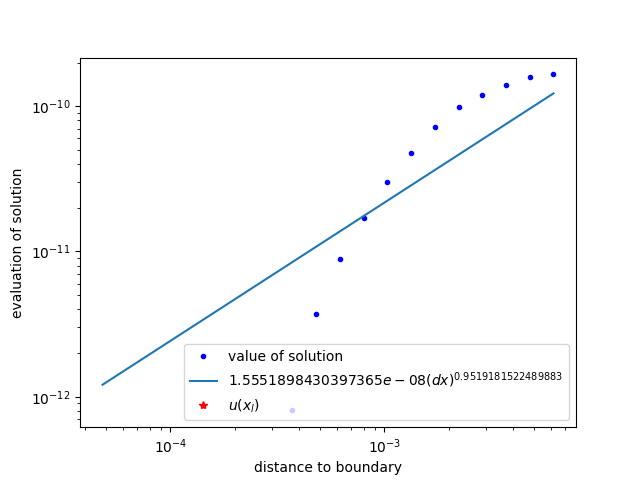 10⁻¹⁰
10⁻¹¹
10⁻¹²
evaluation of solution
value of solution
1.5551898430397365e − 08(dx)^0.9519181522489883
u(x_l)
10⁻⁴
10⁻³
distance to boundary